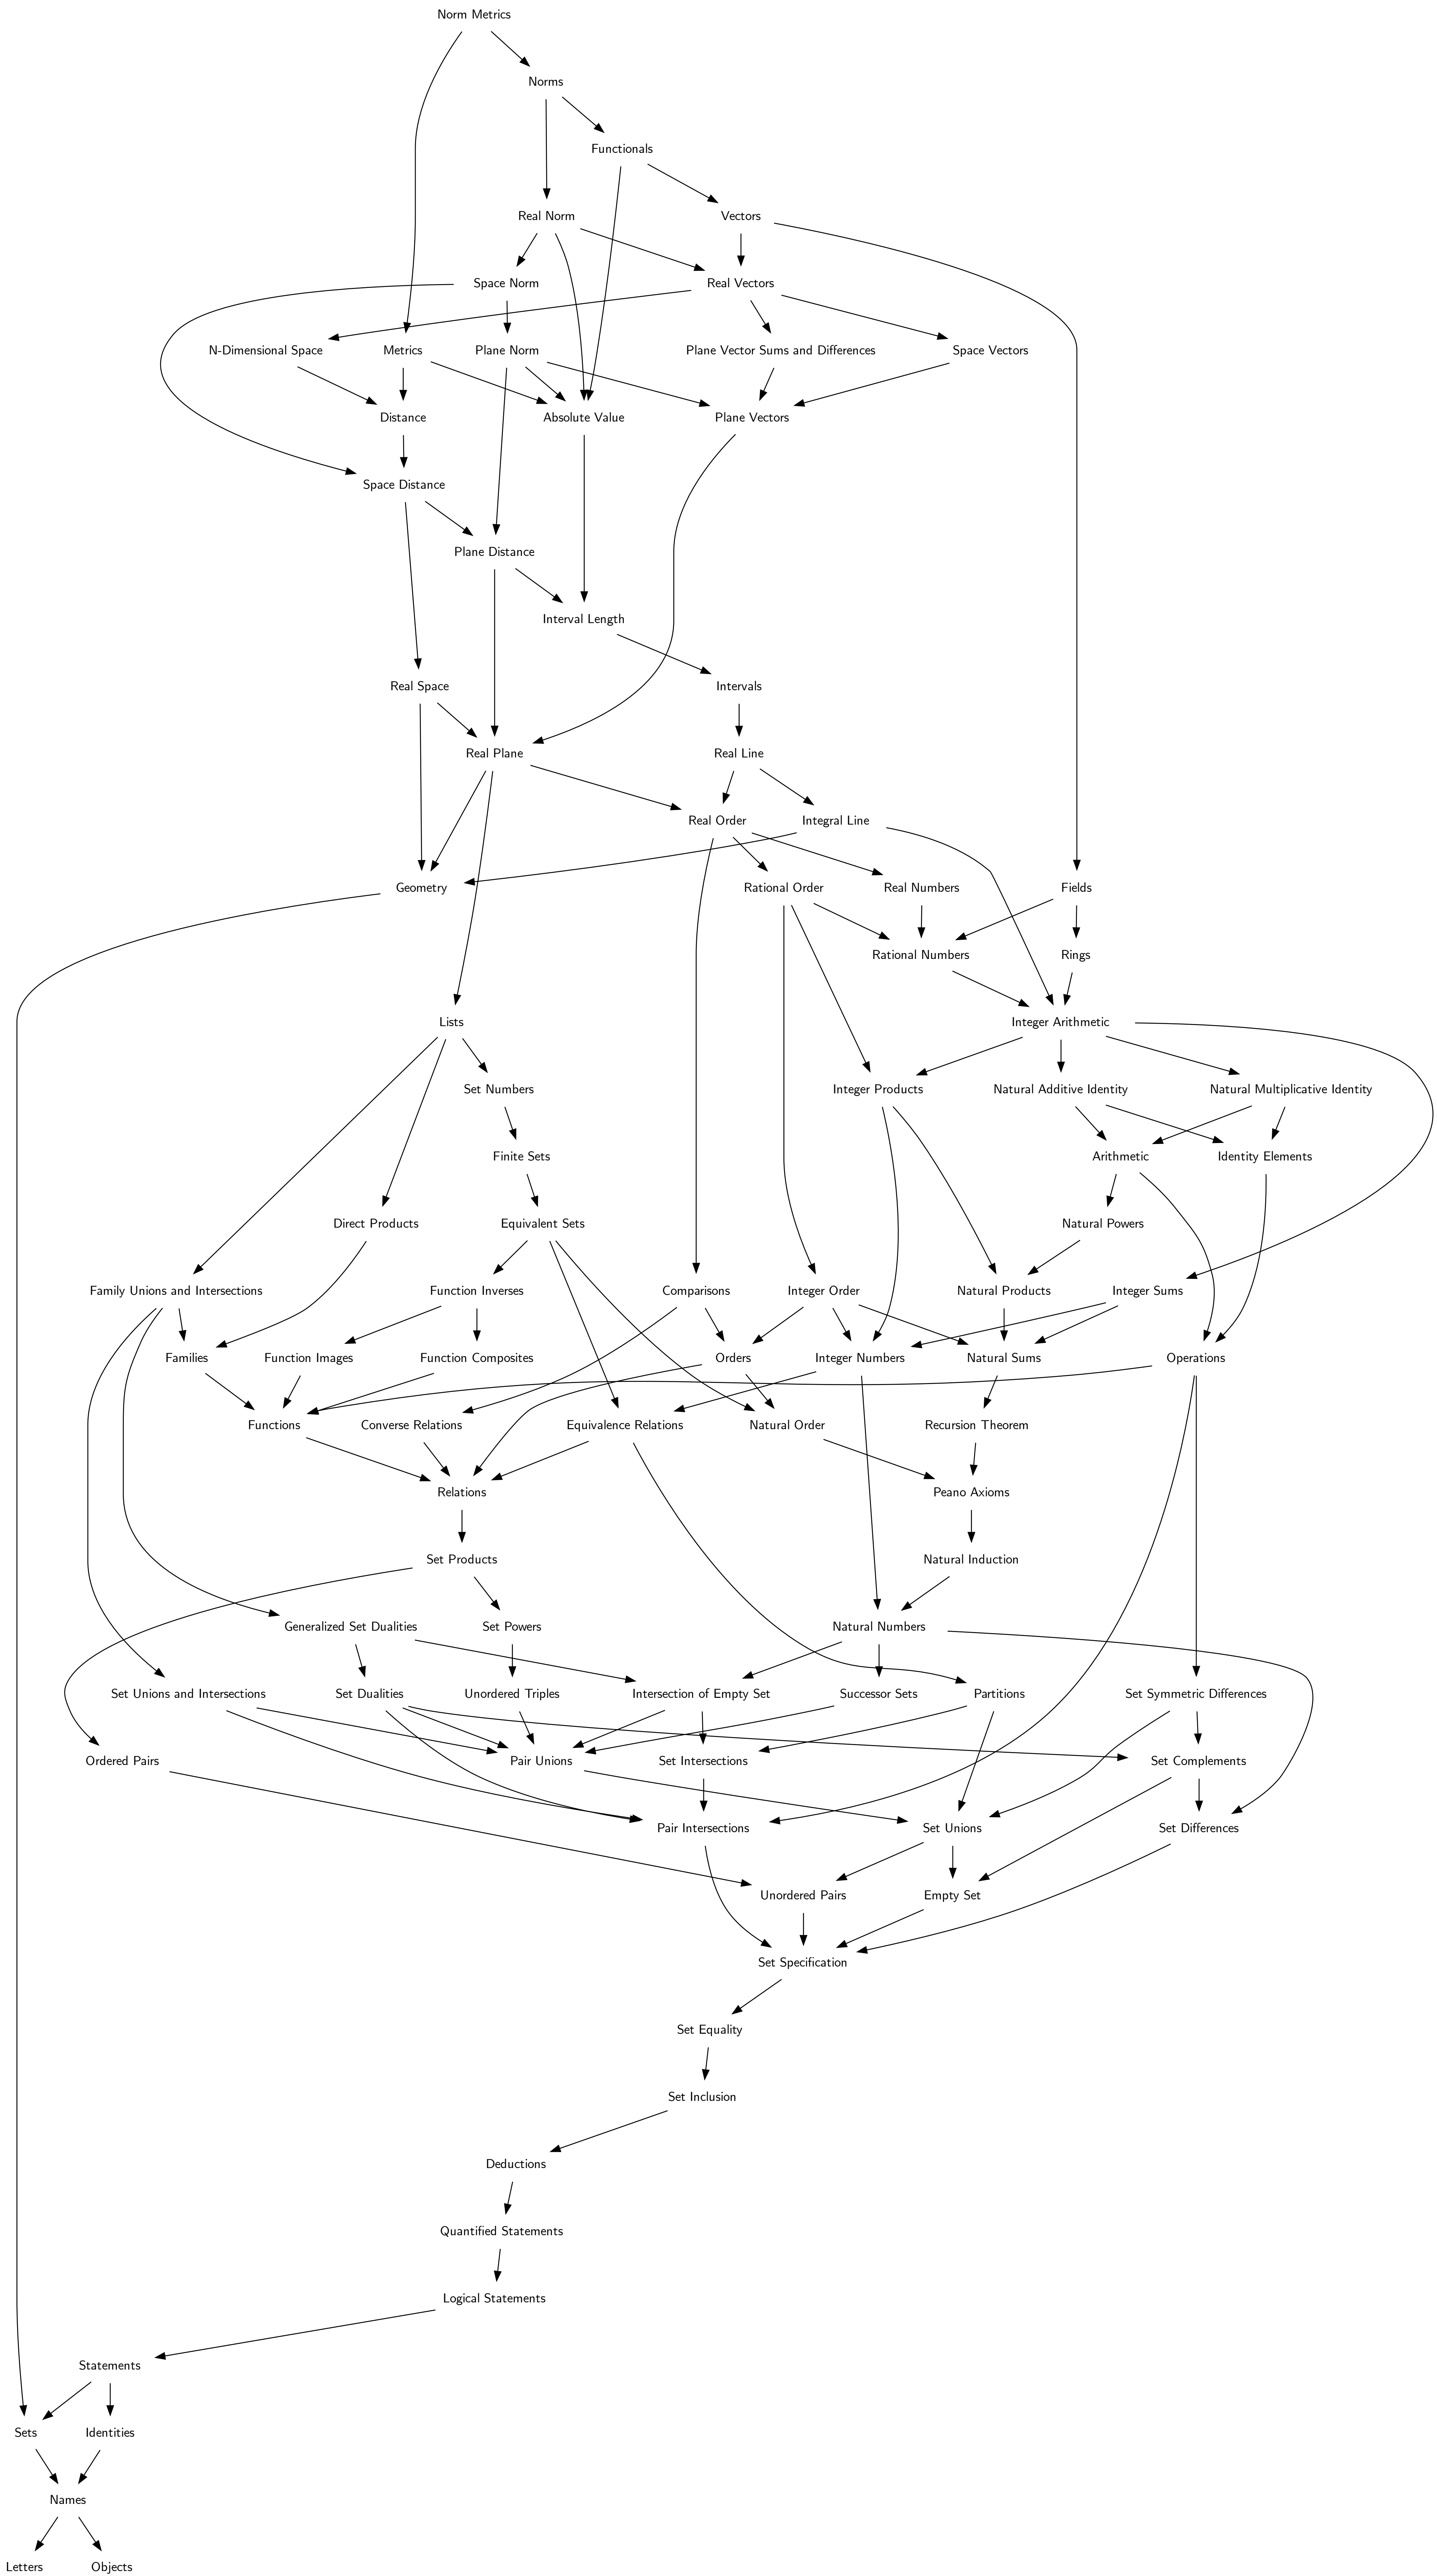 Norm Metrics
Norms
Functionals
Real Norm
Vectors
Space Norm
Real Vectors
N-Dimensional Space
Metrics
Plane Norm
Plane Vector Sums and Differences
Space Vectors
Distance
Absolute Value
Plane Vectors
Space Distance
Plane Distance
Interval Length
Real Space
Intervals
Real Plane
Real Line
Real Order
Integral Line
Geometry
Rational Order
Real Numbers
Fields
Rational Numbers
Rings
Lists
Integer Arithmetic
Set Numbers
Integer Products
Natural Additive Identity
Natural Multiplicative Identity
Finite Sets
Arithmetic
Identity Elements
Direct Products
Equivalent Sets
Natural Powers
Family Unions and Intersections
Function Inverses
Comparisons
Integer Order
Natural Products
Integer Sums
Families
Function Images
Function Composites
Orders
Integer Numbers
Natural Sums
Operations
Functions
Converse Relations
Equivalence Relations
Natural Order
Recursion Theorem
Relations
Peano Axioms
Set Products
Natural Induction
Generalized Set Dualities
Set Powers
Natural Numbers
Set Unions and Intersections
Set Dualities
Unordered Triples
Intersection of Empty Set
Successor Sets
Partitions
Set Symmetric Differences
Ordered Pairs
Pair Unions
Set Intersections
Set Complements
Pair Intersections
Set Unions
Set Differences
Unordered Pairs
Empty Set
Set Specification
Set Equality
Set Inclusion
Deductions
Quantified Statements
Logical Statements
Statements
Sets
Identities
Names
Letters
Objects